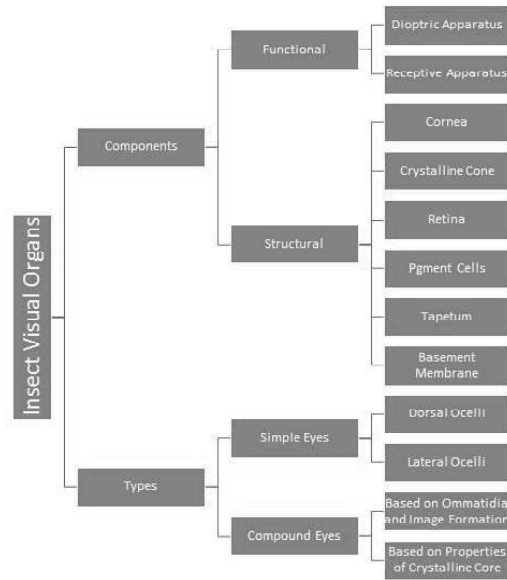 Insect Visual Organs
Components
Functional
Dioptric Apparatus
Receptive Apparatus
Structural
Cornea
Crystalline Cone
Retina
Pgment Cells
Tapetum
Basement
Membrane
Types
Simple Eyes
Dorsal Ocelli
Lateral Ocelli
Compound Eyes
Based on Ommatidia
and Image Formation
Based on Properties
of Crystalline Core